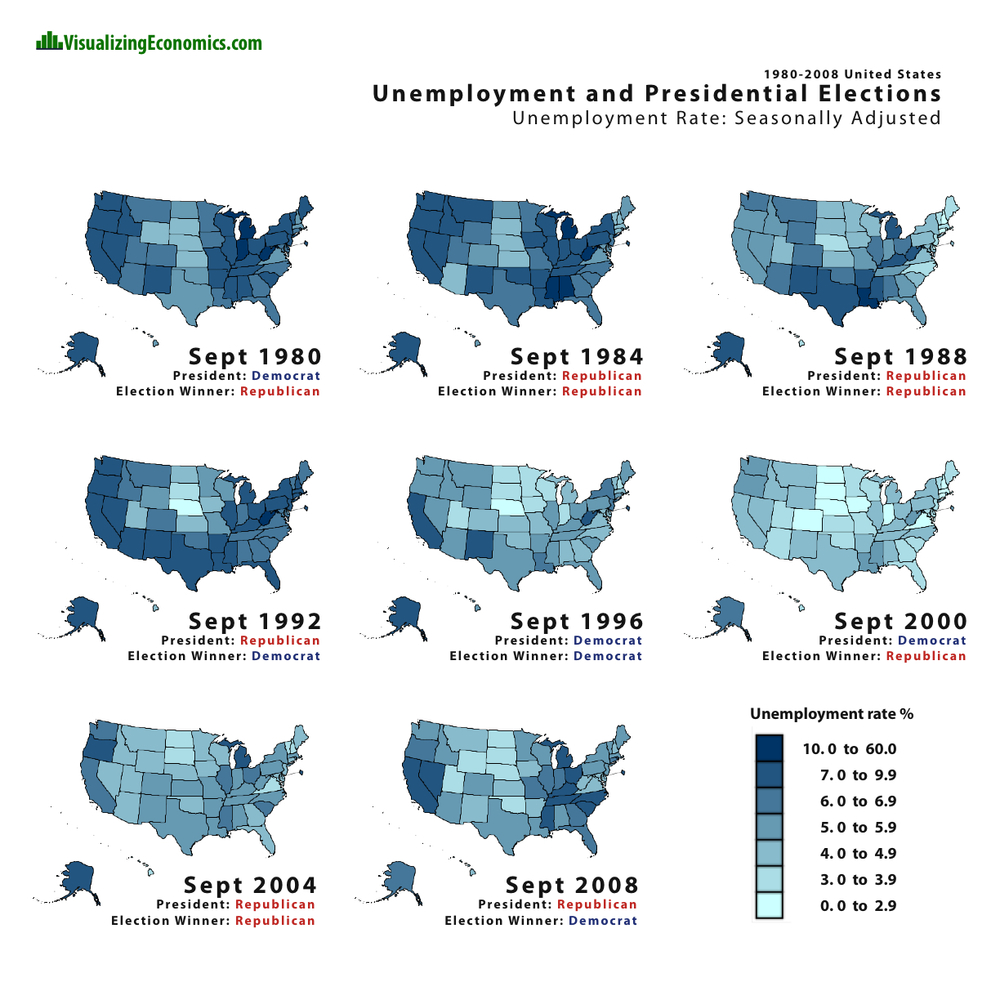 VisualizingEconomics.com
1980-2008 United States
Unemployment and Presidential Elections
Unemployment Rate: Seasonally Adjusted
Sept 1980
President: Democrat
Election Winner: Republican
Sept 1984
President: Republican
Election Winner: Republican
Sept 1988
President: Republican
Election Winner: Republican
Sept 1992
President: Republican
Election Winner: Democrat
Sept 1996
President: Democrat
Election Winner: Democrat
Sept 2000
President: Democrat
Election Winner: Republican
Sept 2004
President: Republican
Election Winner: Republican
Sept 2008
President: Republican
Election Winner: Democrat
Unemployment rate %
10.0 to 60.0
7.0 to 9.9
6.0 to 6.9
5.0 to 5.9
4.0 to 4.9
3.0 to 3.9
0.0 to 2.9